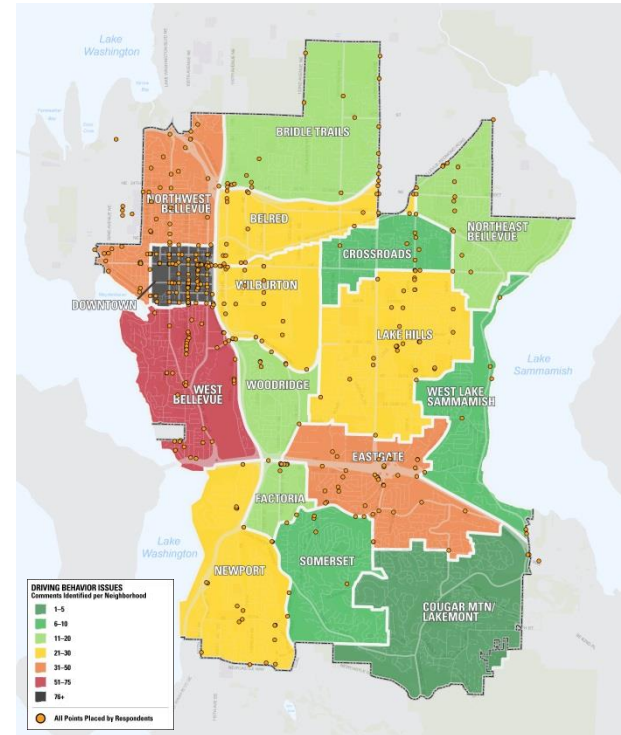 Lake
Washington
BRIDLE TRAILS
NORTHWEST
BELLEVUE
BELRED
NORTHEAST
BELLEVUE
CROSSROADS
DOWNTOWN
WILBURTON
LAKE HILLS
Lake
Sammamish
WEST
BELLEVUE
WOODRIDGE
WEST LAKE
SAMMAMISH
EASTGATE
FACTORIA
Lake
Washington
NEWPORT
SOMERSET
COUGAR MTN/
LAKEMONT
DRIVING BEHAVIOR ISSUES
Comments Identified per Neighborhood
1–5
6–10
11–20
21–30
31–50
51–75
76+
All Points Placed by Respondents